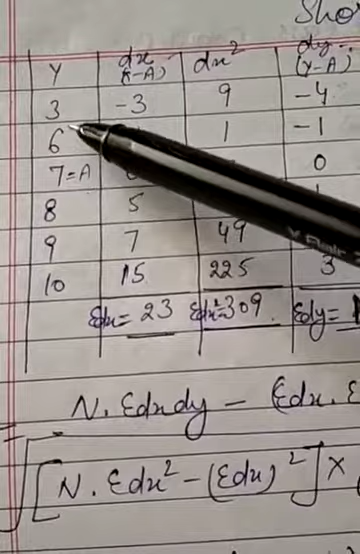 Sho
Y dx (X-A) dx² dy (Y-A)
3 -3 9 -4
6 1 -1
7=A 0
8 5
9 7 49
10 15 225 3
Σdx= 23 Σdx²=309 Σdy=
N. Σdxdy - (Σdx. Σ
[N. Σdx² - (Σdx)²] X